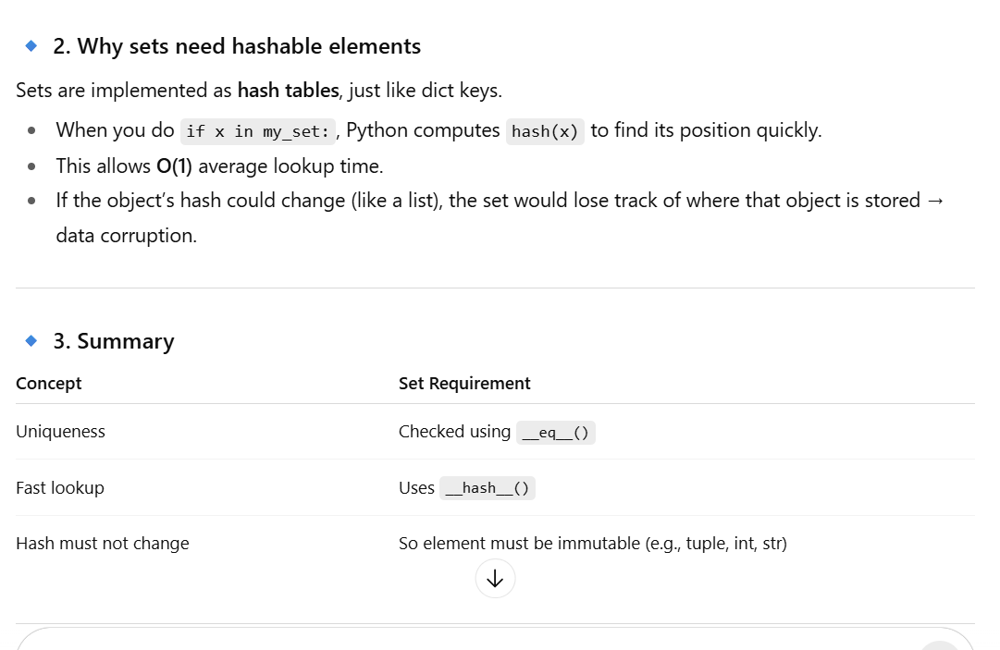 2. Why sets need hashable elements
Sets are implemented as hash tables, just like dict keys.
When you do if x in my_set: , Python computes hash(x) to find its position quickly.
This allows O(1) average lookup time.
If the object’s hash could change (like a list), the set would lose track of where that object is stored →
data corruption.
3. Summary
Concept Set Requirement
Uniqueness Checked using __eq__()
Fast lookup Uses __hash__()
Hash must not change So element must be immutable (e.g., tuple, int, str)